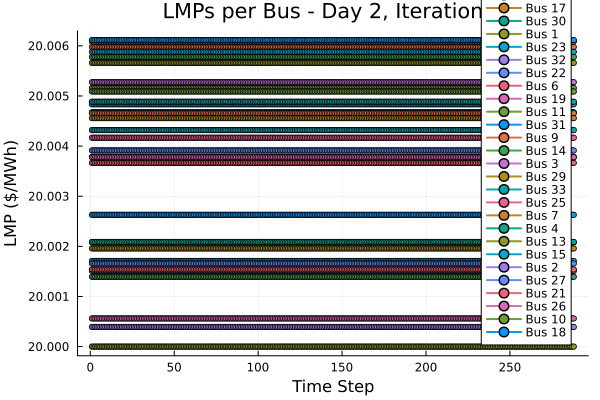 LMPs per Bus - Day 2, Iteration
Bus 17
Bus 30
Bus 1
Bus 23
Bus 32
Bus 22
Bus 6
Bus 19
Bus 11
Bus 31
Bus 9
Bus 14
Bus 3
Bus 29
Bus 33
Bus 25
Bus 7
Bus 4
Bus 13
Bus 15
Bus 2
Bus 27
Bus 21
Bus 26
Bus 10
Bus 18
LMP ($/MWh)
20.006
20.005
20.004
20.003
20.002
20.001
20.000
0
50
100
150
200
250
Time Step